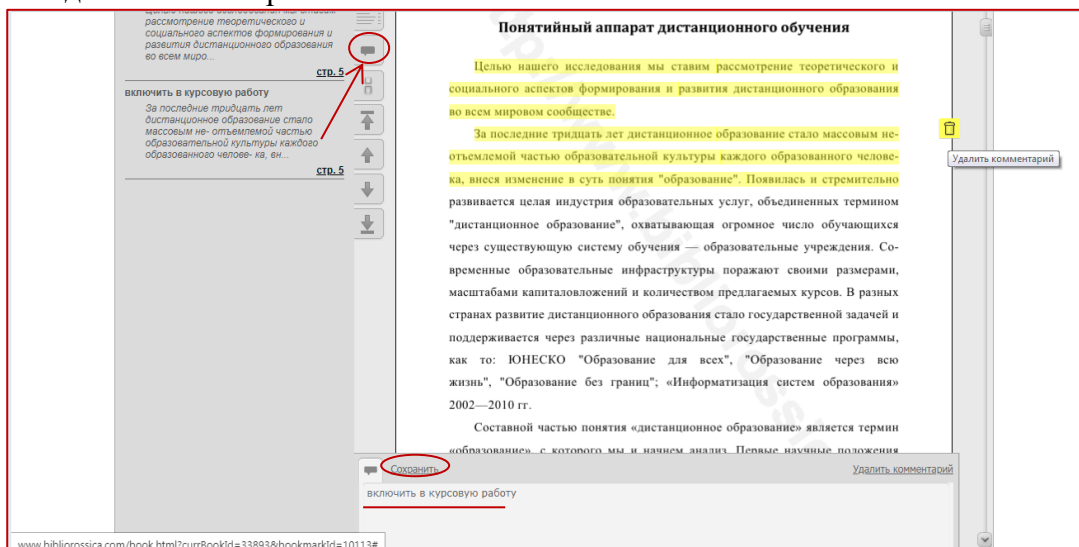 рассмотрение теоретического и
социального аспектов формирования и
развития дистанционного образования
во всем миро...
стр. 5
включить в курсовую работу
За последние тридцать лет
дистанционное образование стало
массовым не- отъемлемой частью
образовательной культуры каждого
образованного челове- ка, вн...
стр. 5
Понятийный аппарат дистанционного обучения
Целью нашего исследования мы ставим рассмотрение теоретического и
социального аспектов формирования и развития дистанционного образования
во всем мировом сообществе.
За последние тридцать лет дистанционное образование стало массовым не-
отъемлемой частью образовательной культуры каждого образованного челове-
ка, внеся изменение в суть понятия "образование". Появилась и стремительно
развивается целая индустрия образовательных услуг, объединенных термином
"дистанционное образование", охватывающая огромное число обучающихся
через существующую систему обучения — образовательные учреждения. Со-
временные образовательные инфраструктуры поражают своими размерами,
масштабами капиталовложений и количеством предлагаемых курсов. В разных
странах развитие дистанционного образования стало государственной задачей и
поддерживается через различные национальные государственные программы,
как то: ЮНЕСКО "Образование для всех", "Образование через всю
жизнь", "Образование без границ"; «Информатизация систем образования»
2002—2010 гг.
Составной частью понятия «дистанционное образование» является термин
«образование», с которого мы и начнем анализ. Первые научные положения
Удалить комментарий
Сохранить
Удалить комментарий
включить в курсовую работу
www.bibliorossica.com/book.html?currBookId=33893&bookmarkId=10113#